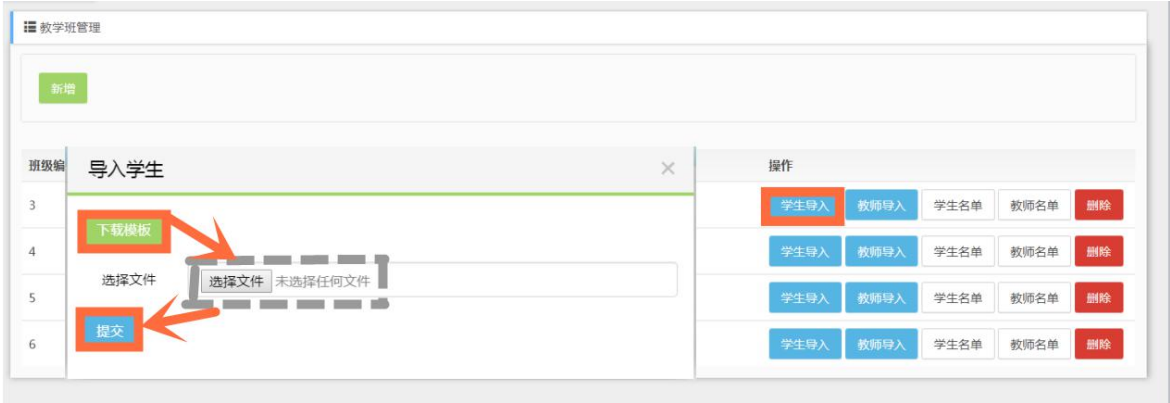 教学班管理
新增
班级编
操作
导入学生
×
3
学生导入 教师导入 学生名单 教师名单 删除
下载模板
4
学生导入 教师导入 学生名单 教师名单 删除
选择文件 选择文件 未选择任何文件
5
学生导入 教师导入 学生名单 教师名单 删除
提交
6
学生导入 教师导入 学生名单 教师名单 删除